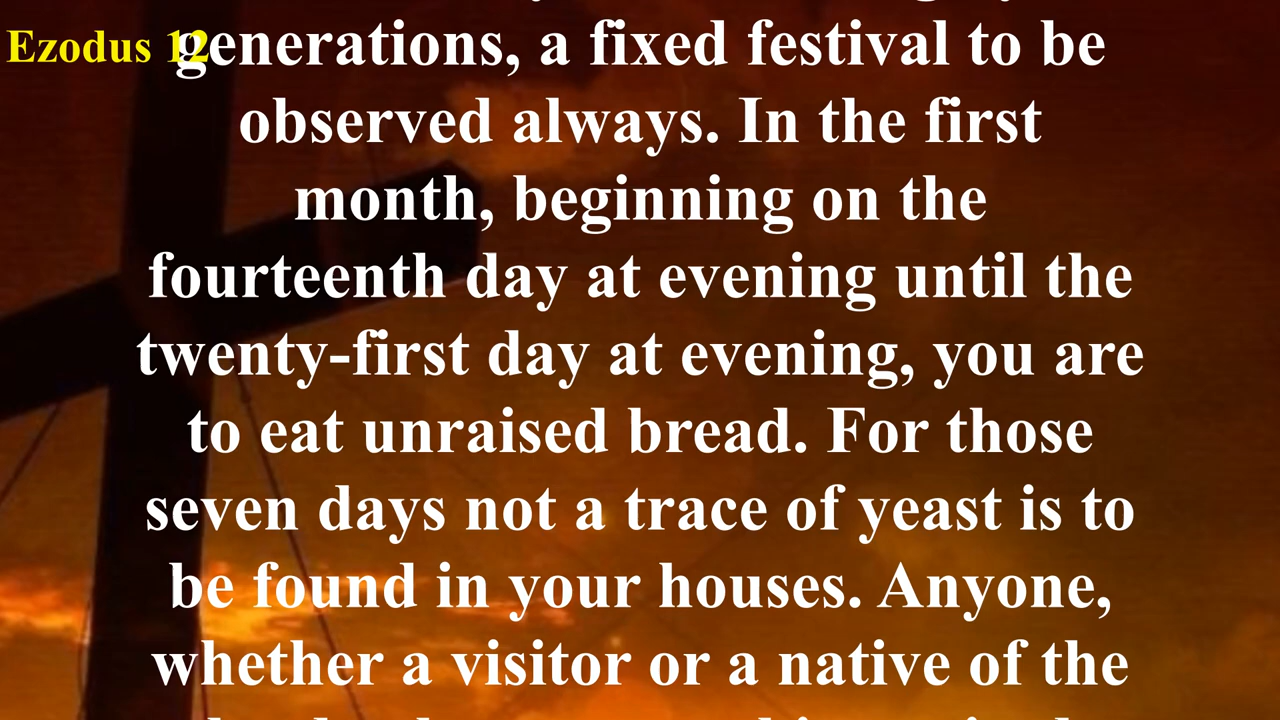 Ezodus 12
generations, a fixed festival to be
observed always. In the first
month, beginning on the
fourteenth day at evening until the
twenty-first day at evening, you are
to eat unraised bread. For those
seven days not a trace of yeast is to
be found in your houses. Anyone,
whether a visitor or a native of the